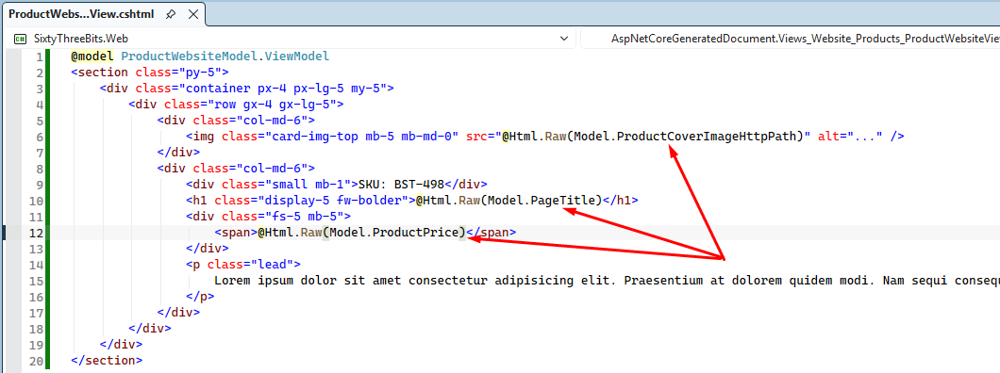 ProductWebs...View.cshtml
SixtyThreeBits.Web AspNetCoreGeneratedDocument.Views_Website_Products_ProductWebsiteVie
1 @model ProductWebsiteModel.ViewModel
2 <section class="py-5">
3 <div class="container px-4 px-lg-5 my-5">
4 <div class="row gx-4 gx-lg-5">
5 <div class="col-md-6">
6 <img class="card-img-top mb-5 mb-md-0" src="@Html.Raw(Model.ProductCoverImageHttpPath)" alt="..." />
7 </div>
8 <div class="col-md-6">
9 <div class="small mb-1">SKU: BST-498</div>
10 <h1 class="display-5 fw-bolder">@Html.Raw(Model.PageTitle)</h1>
11 <div class="fs-5 mb-5">
12 <span>@Html.Raw(Model.ProductPrice)</span>
13 </div>
14 <p class="lead">
15 Lorem ipsum dolor sit amet consectetur adipisicing elit. Praesentium at dolorem quidem modi. Nam sequi consequ
16 </p>
17 </div>
18 </div>
19 </div>
20 </section>